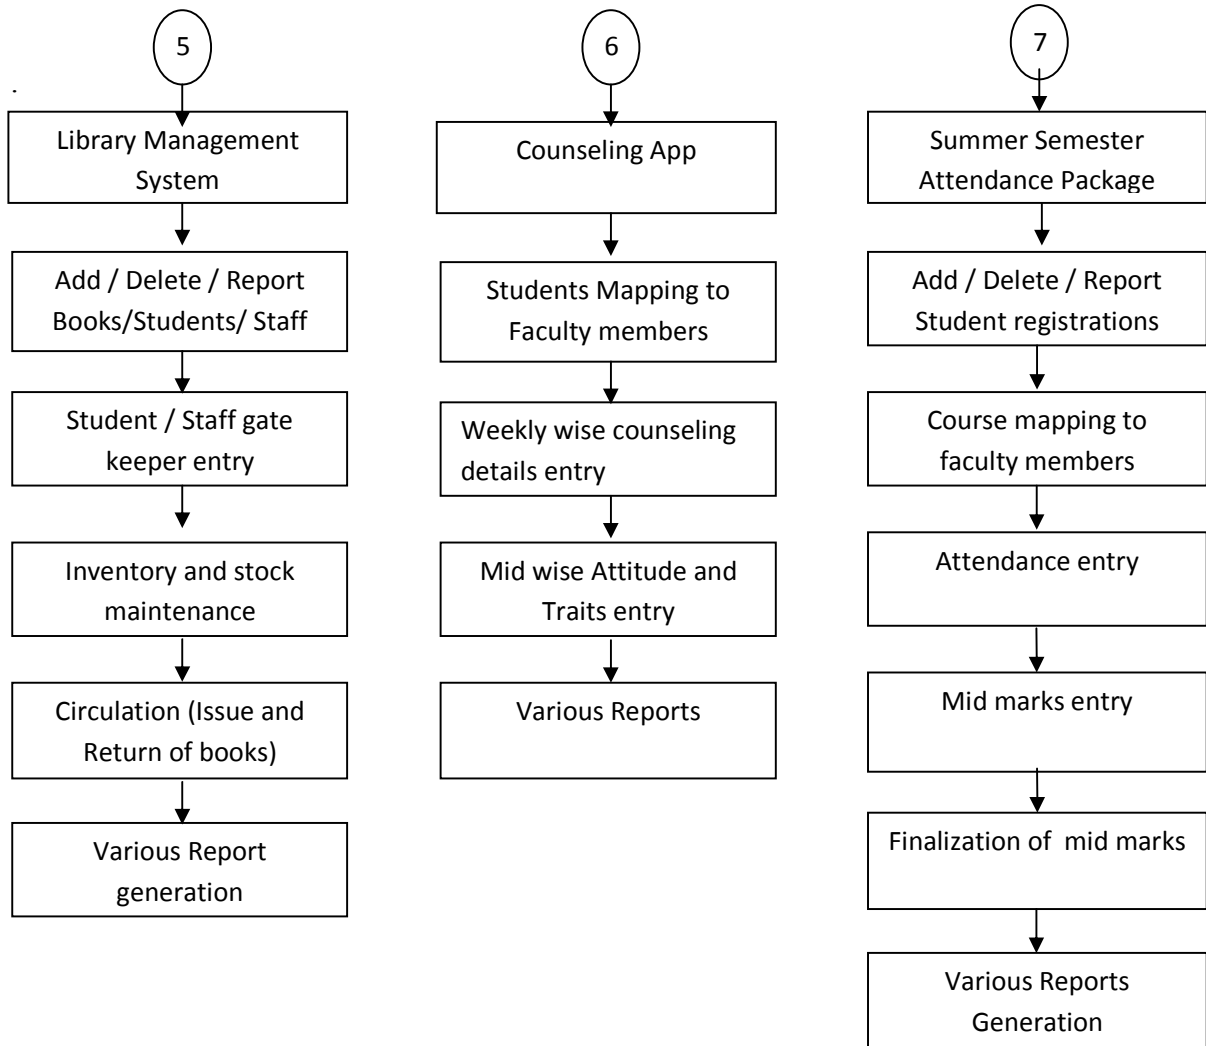 5
.
Library Management
System
Add / Delete / Report
Books/Students/ Staff
Student / Staff gate
keeper entry
Inventory and stock
maintenance
Circulation (Issue and
Return of books)
Various Report
generation
6
Counseling App
Students Mapping to
Faculty members
Weekly wise counseling
details entry
Mid wise Attitude and
Traits entry
Various Reports
7
Summer Semester
Attendance Package
Add / Delete / Report
Student registrations
Course mapping to
faculty members
Attendance entry
Mid marks entry
Finalization of  mid marks
Various Reports
Generation